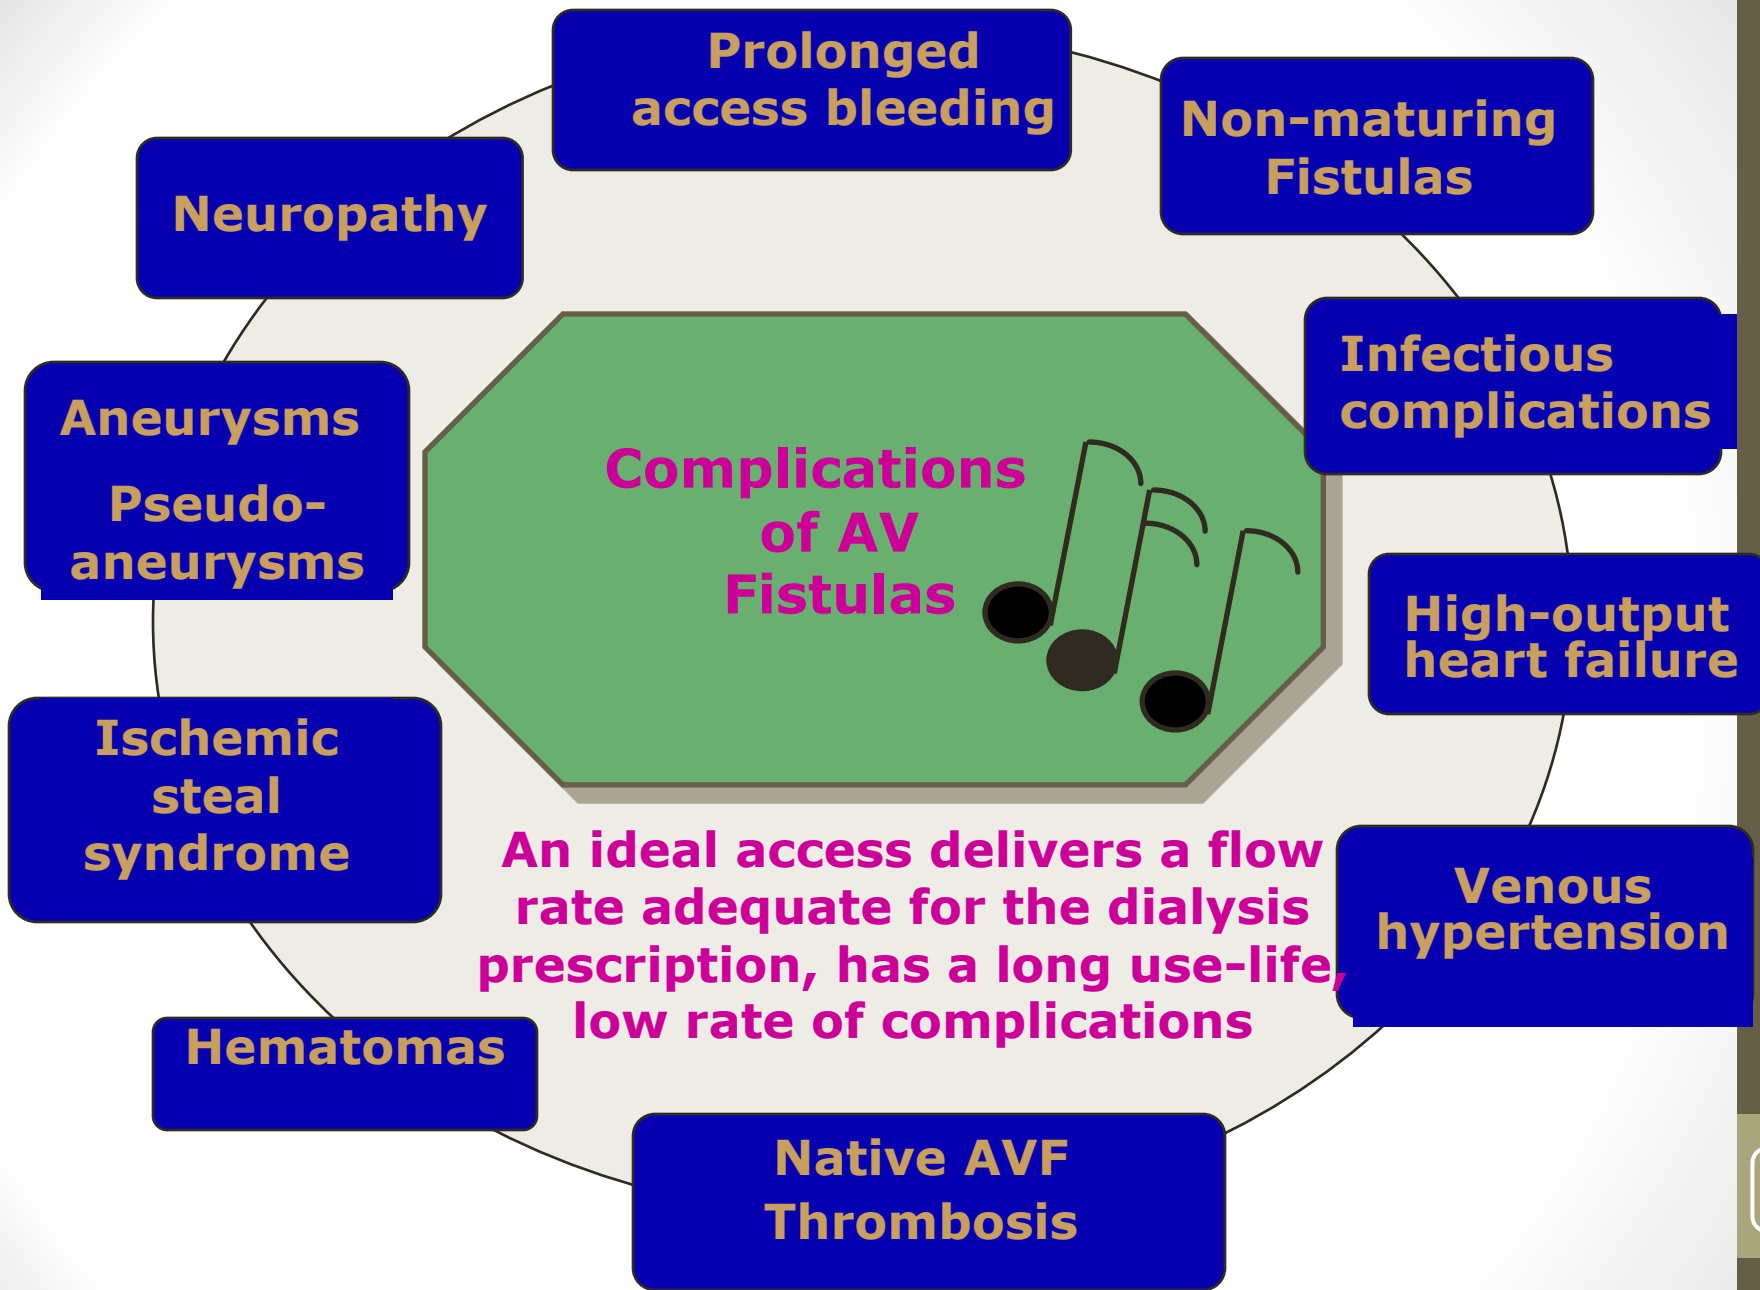 Prolonged
access bleeding
Non-maturing
Fistulas
Neuropathy
Infectious
complications
Aneurysms
Pseudo-
aneurysms
Complications
of AV
Fistulas
High-output
heart failure
Ischemic
steal
syndrome
An ideal access delivers a flow
rate adequate for the dialysis
prescription, has a long use-life,
low rate of complications
Venous
hypertension
Hematomas
Native AVF
Thrombosis